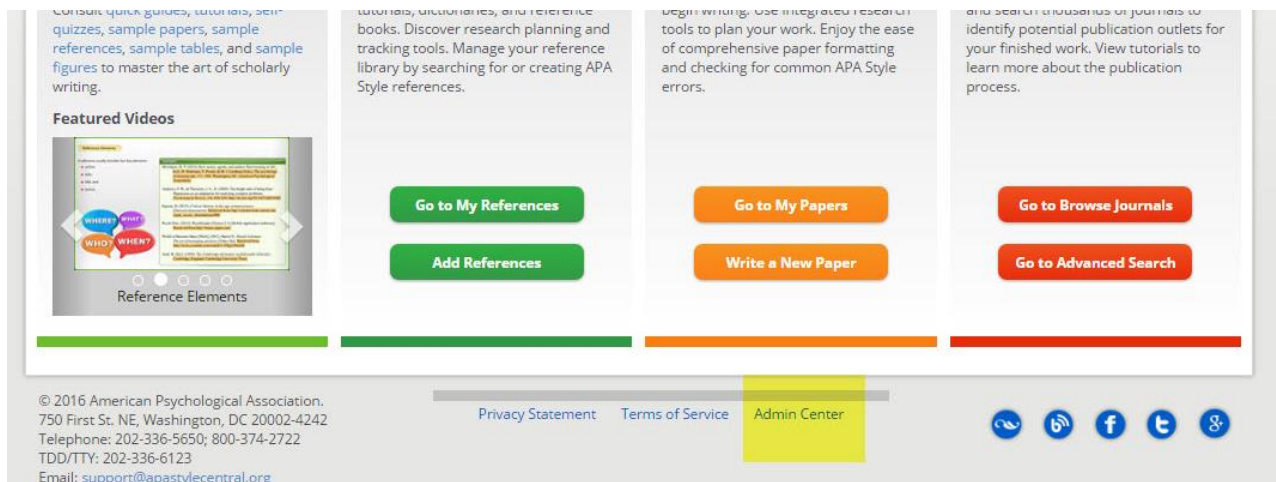 Consult quick guides, tutorials, self-
quizzes, sample papers, sample
references, sample tables, and sample
figures to master the art of scholarly
writing.
Featured Videos
Reference Elements
WHERE?
WHAT?
WHO?
WHEN?
Reference Elements
tutorials, dictionaries, and reference
books. Discover research planning and
tracking tools. Manage your reference
library by searching for or creating APA
Style references.
Go to My References
Add References
begin writing. Use integrated research
tools to plan your work. Enjoy the ease
of comprehensive paper formatting
and checking for common APA Style
errors.
Go to My Papers
Write a New Paper
and search thousands of journals to
identify potential publication outlets for
your finished work. View tutorials to
learn more about the publication
process.
Go to Browse Journals
Go to Advanced Search
© 2016 American Psychological Association.
750 First St. NE, Washington, DC 20002-4242
Telephone: 202-336-5650; 800-374-2722
TDD/TTY: 202-336-6123
Email: support@apastylecentral.org
Privacy Statement Terms of Service Admin Center